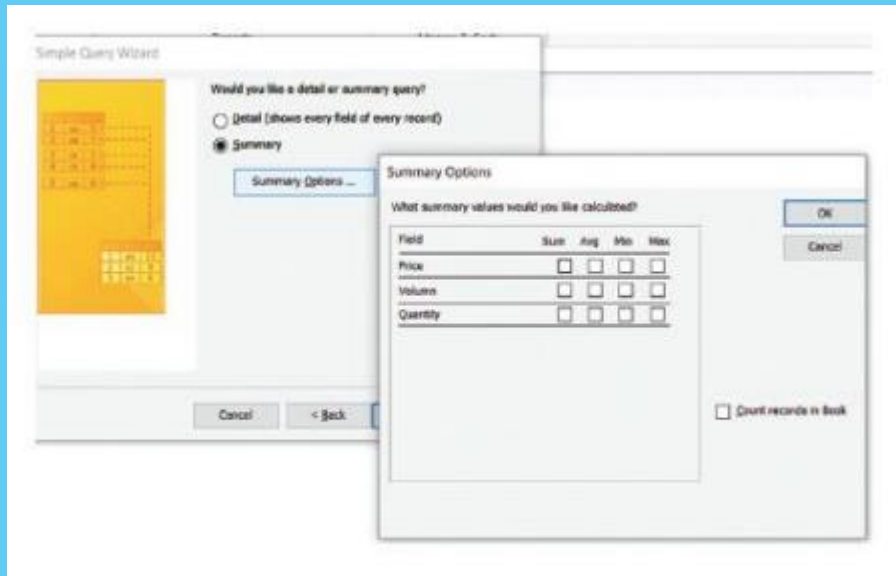 Simple Query Wizard
Would you like a detail or summary query?
Detail (shows every field of every record)
Summary
Summary Options ...
Cancel
< Back
Summary Options
What summary values would you like calculated?
OK
Cancel
Field Sum Avg Min Max
Price
Volumn
Quantity
Count records in Book